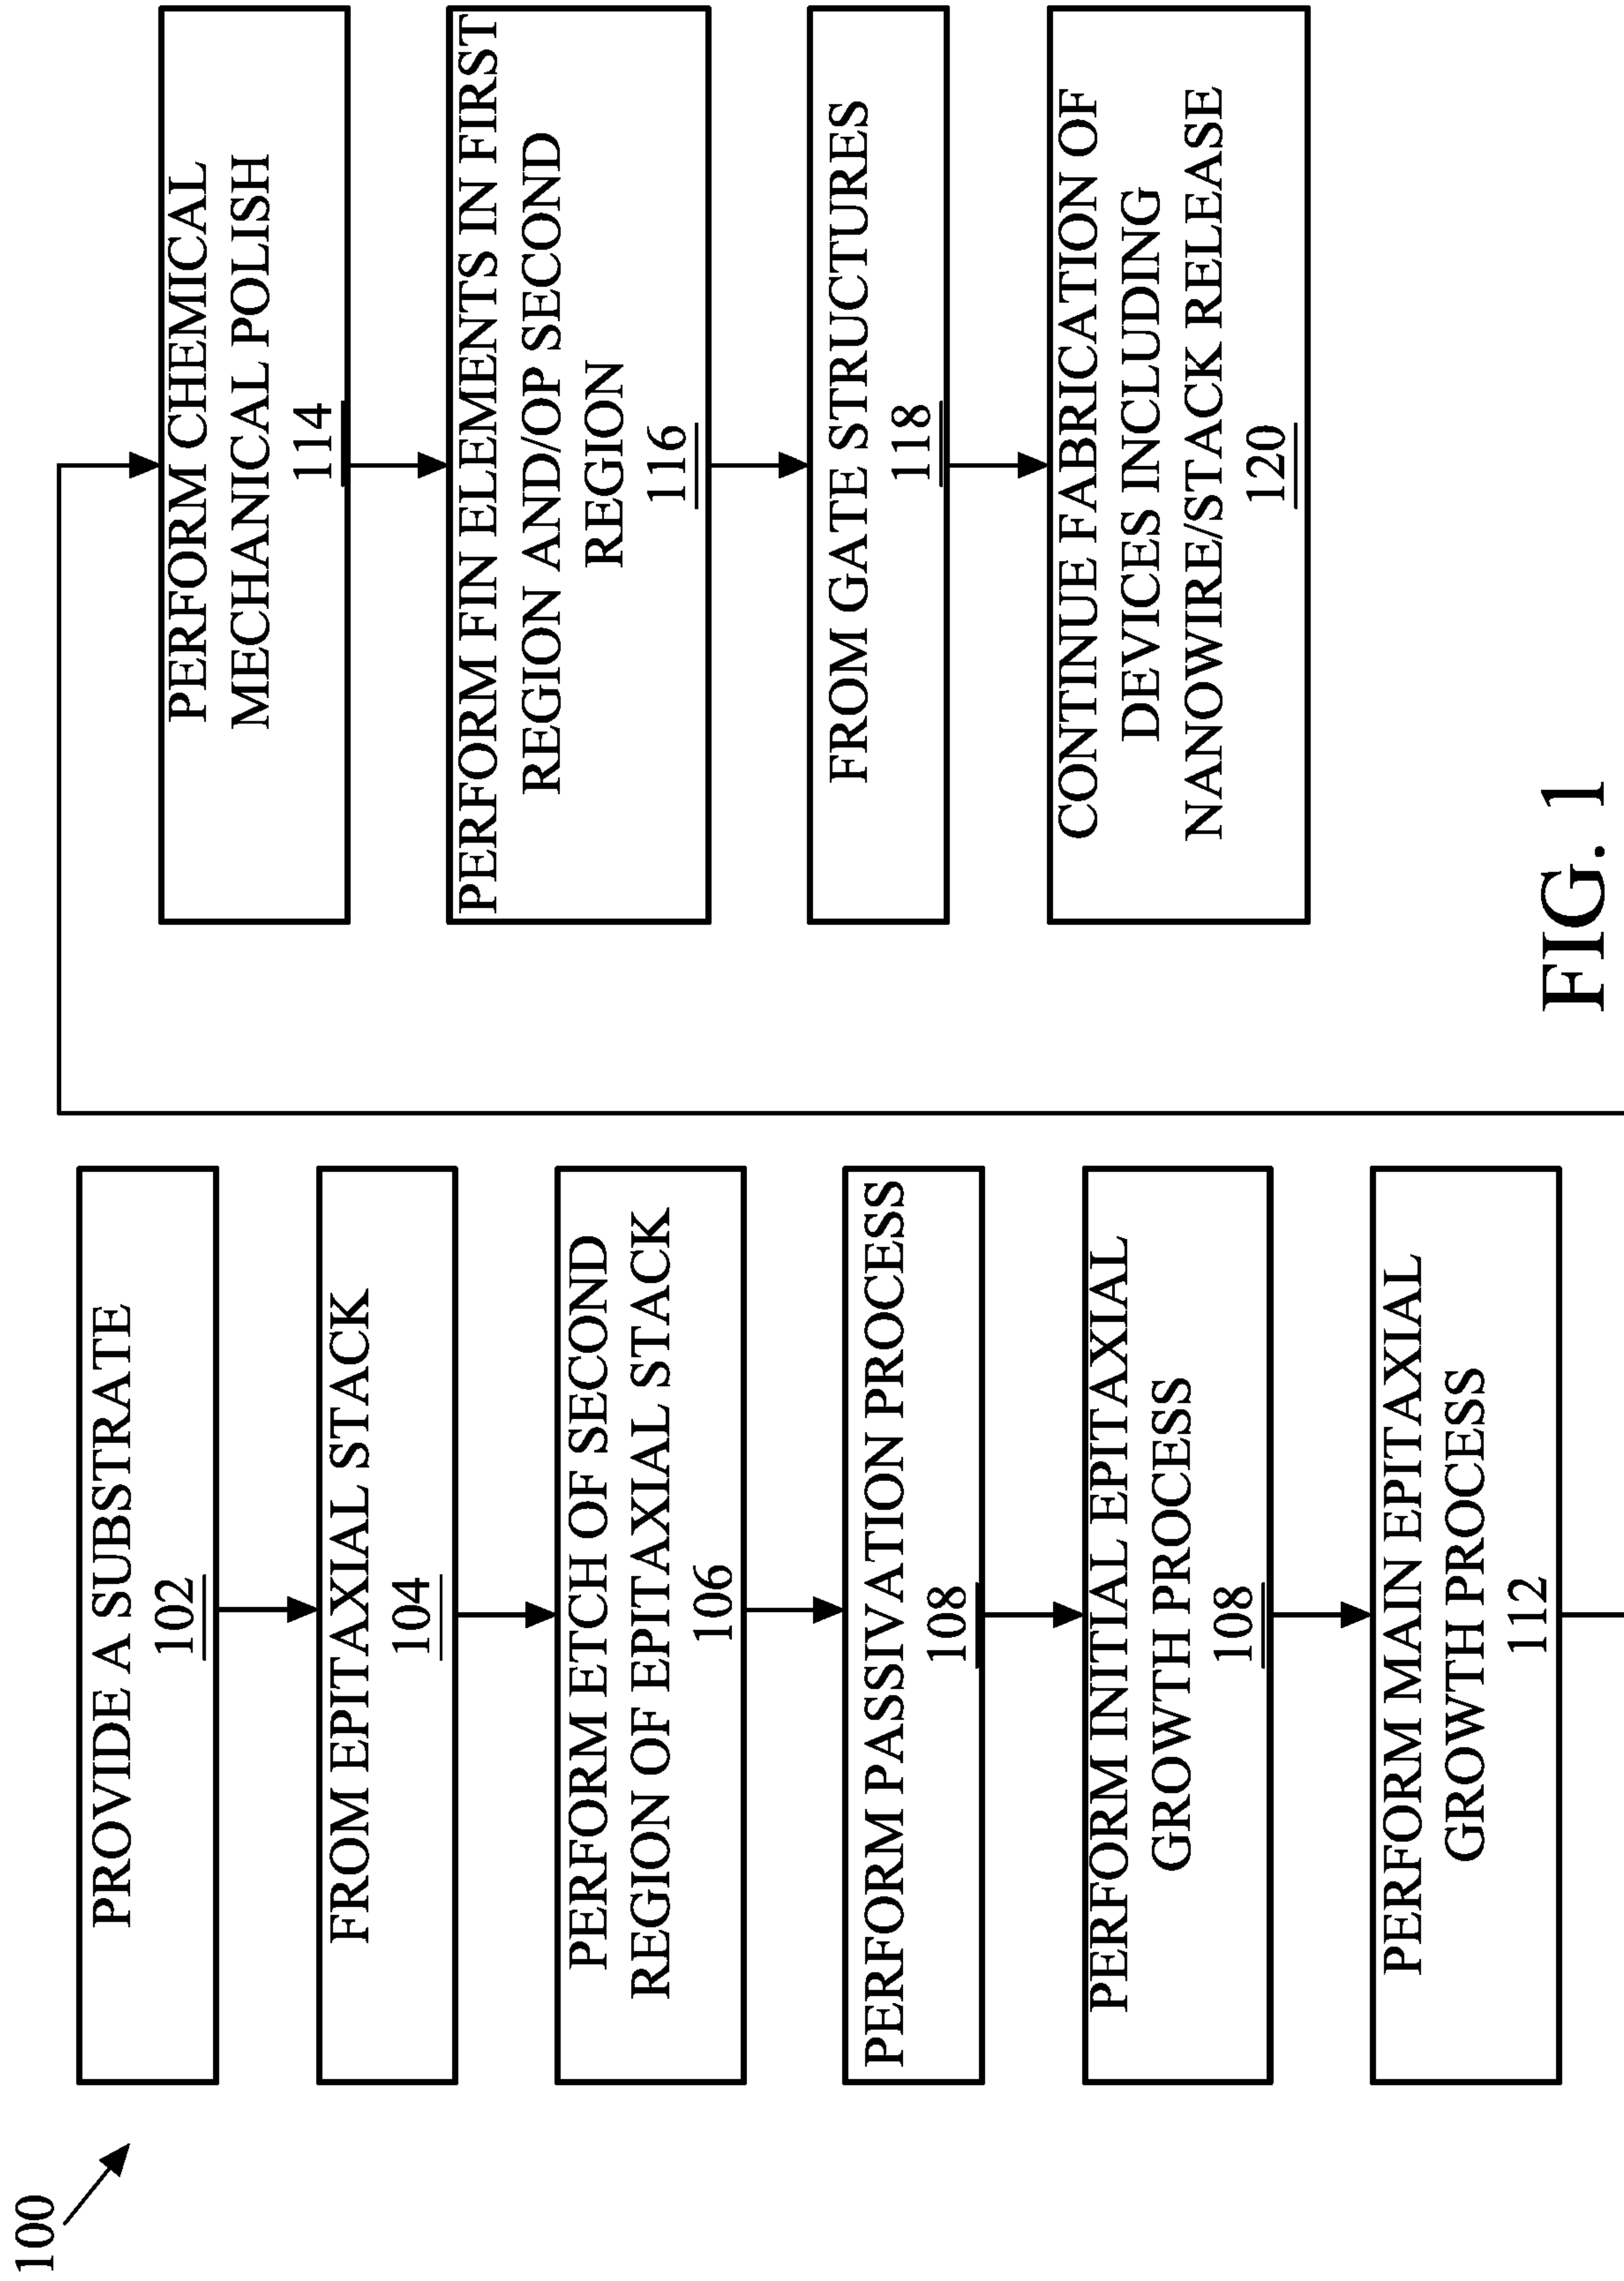 100
PROVIDE A SUBSTRATE
102
FROM EPITAXIAL STACK
104
PERFORM ETCH OF SECOND
REGION OF EPITAXIAL STACK
106
PERFORM PASSIVATION PROCESS
108
PERFORM INITIAL EPITAXIAL
GROWTH PROCESS
108
PERFORM MAIN EPITAXIAL
GROWTH PROCESS
112
PERFORM CHEMICAL
MECHANICAL POLISH
114
PERFORM FIN ELEMENTS IN FIRST
REGION AND/OP SECOND
REGION
116
FROM GATE STRUCTURES
118
CONTINUE FABRICATION OF
DEVICES INCLUDING
NANOWIRE/STACK RELEASE
120
FIG. 1